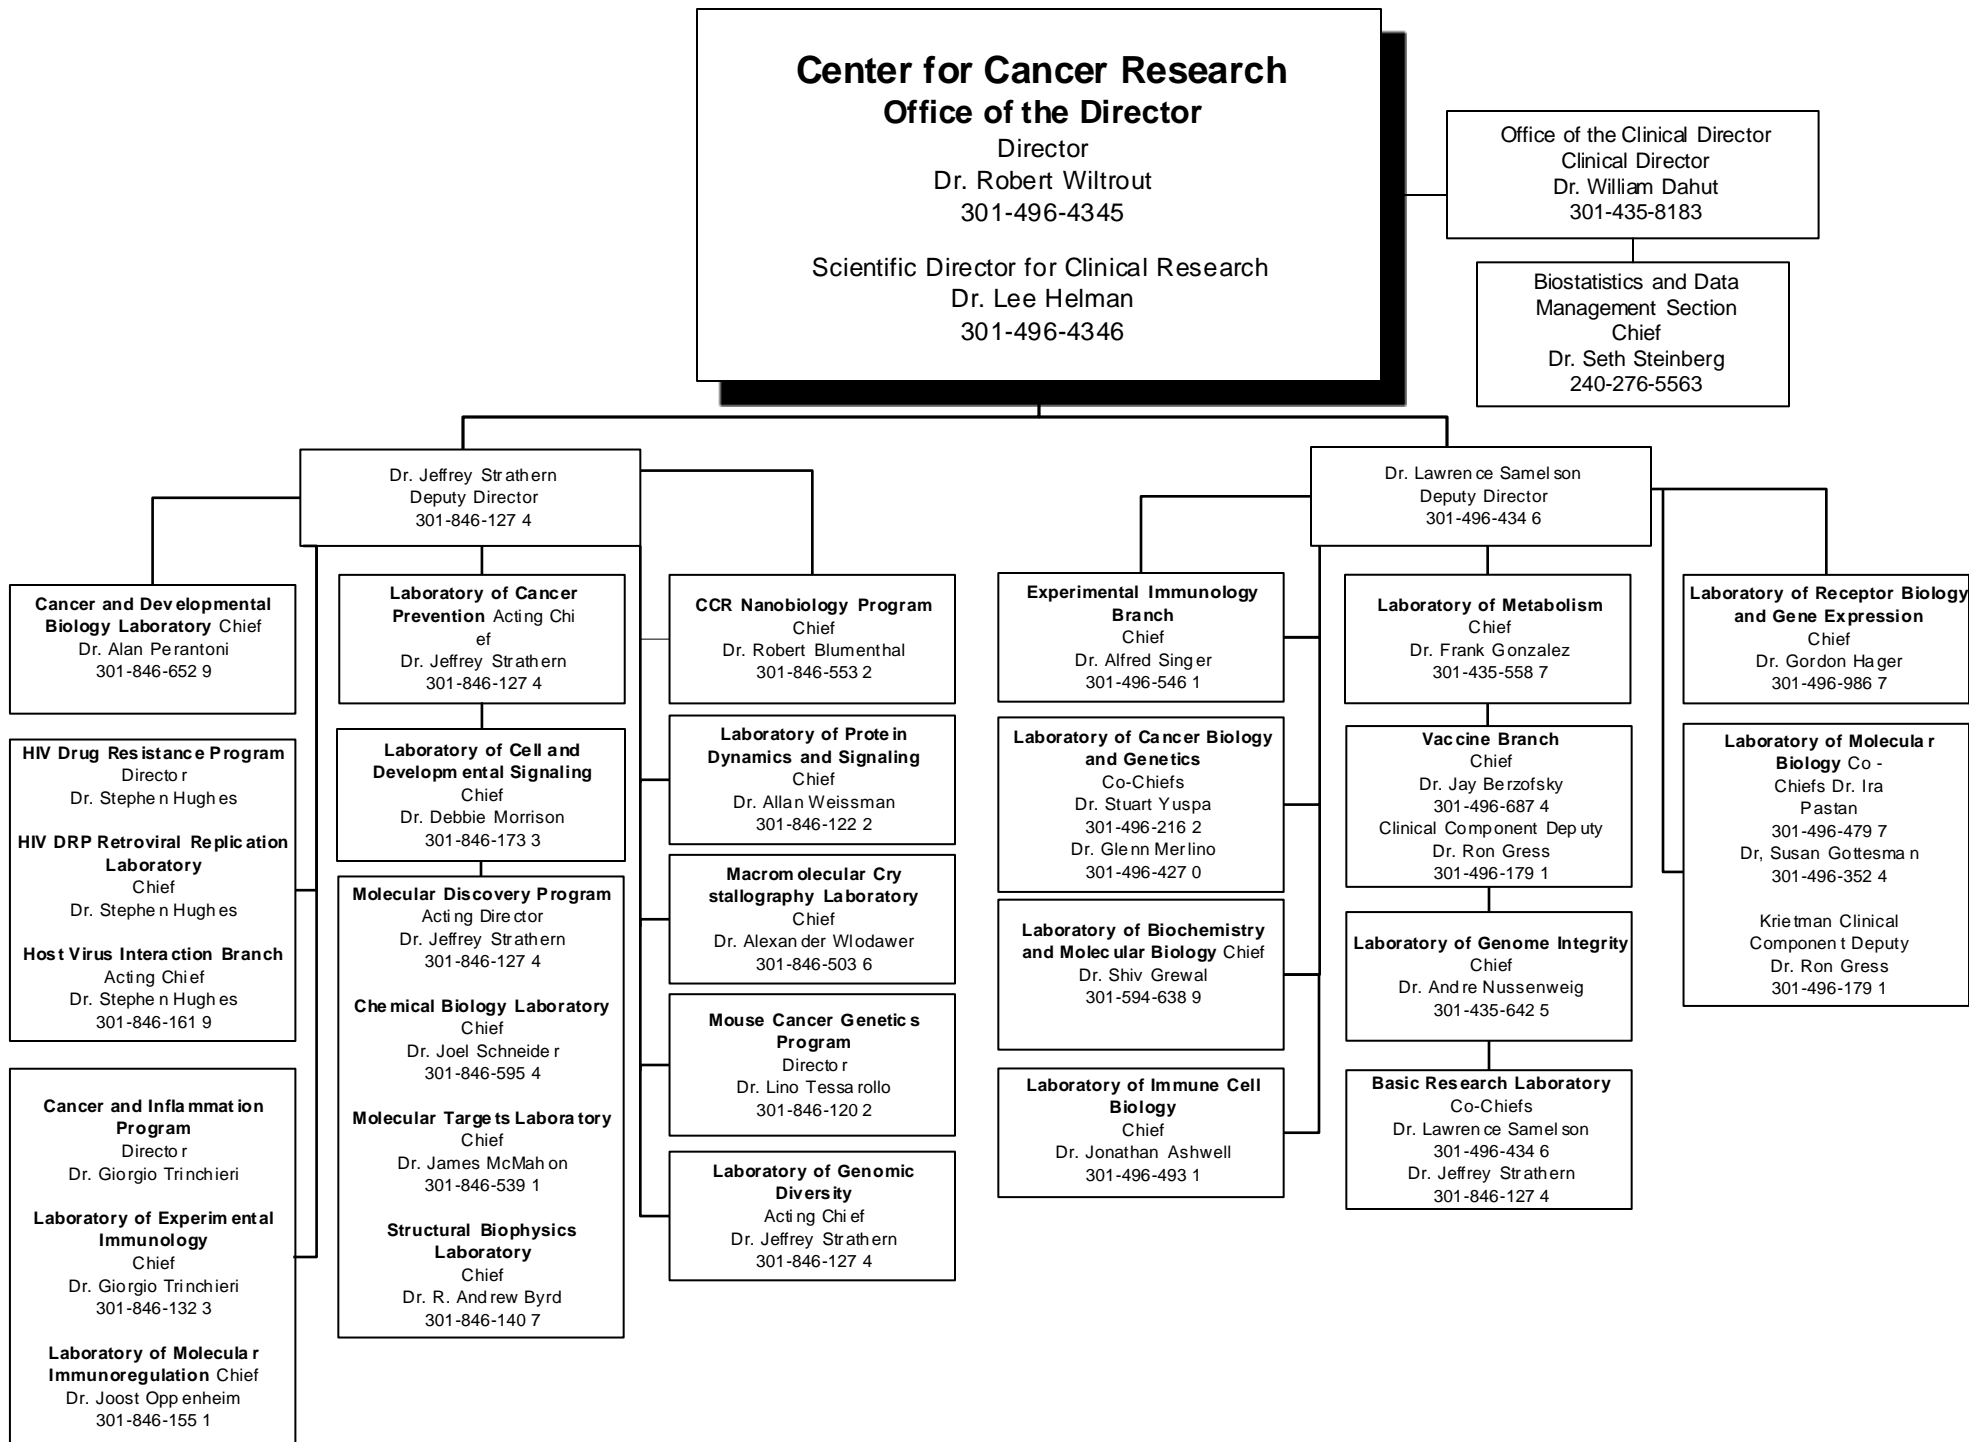 Center for Cancer Research
Office of the Director
Director
Dr. Robert Wiltrout
301-496-4345
Scientific Director for Clinical Research
Dr. Lee Helman
301-496-4346
Office of the Clinical Director
Clinical Director
Dr. William Dahut
301-435-8183
Biostatistics and Data
Management Section
Chief
Dr. Seth Steinberg
240-276-5563
Dr. Jeffrey Strathern
Deputy Director
301-846-127 4
Dr. Lawren ce Samel son
Deputy Director
301-496-434 6
Cancer and Developmental
Biology Laboratory Chief
Dr. Alan Perantoni
301-846-652 9
HIV Drug Resistance Program
Director
Dr. Stephen Hughes
HIV DRP Retroviral Replication
Laboratory
Chief
Dr. Stephen Hughes
Host Virus Interaction Branch
Acting Chief
Dr. Stephen Hughes
301-846-161 9
Cancer and Inflammation
Program
Director
Dr. Giorgio Trinchieri
Laboratory of Experimental
Immunology
Chief
Dr. Giorgio Trinchieri
301-846-132 3
Laboratory of Molecular
Immunoregulation Chief
Dr. Joost Opp enheim
301-846-155 1
Laboratory of Cancer
Prevention Acting Chi
ef
Dr. Jeffrey Strathern
301-846-127 4
Laboratory of Cell and
Developmental Signaling
Chief
Dr. Debbie Morrison
301-846-173 3
Molecular Discovery Program
Acting Director
Dr. Jeffrey Strathern
301-846-127 4
Chemical Biology Laboratory
Chief
Dr. Joel Schneider
301-846-595 4
Molecular Targets Laboratory
Chief
Dr. James McMahon
301-846-539 1
Structural Biophysics
Laboratory
Chief
Dr. R. Andrew Byrd
301-846-140 7
CCR Nanobiology Program
Chief
Dr. Robert Blumenthal
301-846-553 2
Laboratory of Protein
Dynamics and Signaling
Chief
Dr. Allan Weissman
301-846-122 2
Macromolecular Cry
stallography Laboratory
Chief
Dr. Alexander Wlodawer
301-846-503 6
Mouse Cancer Genetics
Program
Director
Dr. Lino Tessarollo
301-846-120 2
Laboratory of Genomic
Diversity
Acting Chief
Dr. Jeffrey Strathern
301-846-127 4
Experimental Immunology
Branch
Chief
Dr. Alfred Singer
301-496-546 1
Laboratory of Cancer Biology
and Genetics
Co-Chiefs
Dr. Stuart Yuspa
301-496-216 2
Dr. Glenn Merlino
301-496-427 0
Laboratory of Biochemistry
and Molecular Biology Chief
Dr. Shiv Grewal
301-594-638 9
Laboratory of Immune Cell
Biology
Chief
Dr. Jonathan Ashwell
301-496-493 1
Laboratory of Metabolism
Chief
Dr. Frank Gonzalez
301-435-558 7
Vaccine Branch
Chief
Dr. Jay Berzofsky
301-496-687 4
Clinical Component Deputy
Dr. Ron Gress
301-496-179 1
Laboratory of Genome Integrity
Chief
Dr. Andre Nussenweig
301-435-642 5
Basic Research Laboratory
Co-Chiefs
Dr. Lawren ce Samel son
301-496-434 6
Dr. Jeffrey Strathern
301-846-127 4
Laboratory of Receptor Biology
and Gene Expression
Chief
Dr. Gordon Hager
301-496-986 7
Laboratory of Molecular
Biology Co -
Chiefs Dr. Ira
Pastan
301-496-479 7
Dr, Susan Gottesman
301-496-352 4
Krietman Clinical
Component Deputy
Dr. Ron Gress
301-496-179 1